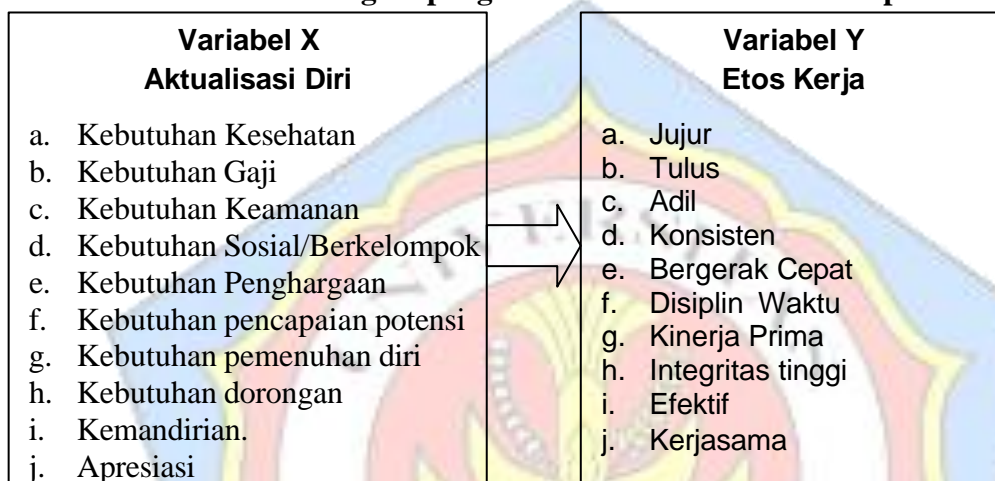 Variabel X
Aktualisasi Diri
a. Kebutuhan Kesehatan
b. Kebutuhan Gaji
c. Kebutuhan Keamanan
d. Kebutuhan Sosial/Berkelompok
e. Kebutuhan Penghargaan
f. Kebutuhan pencapaian potensi
g. Kebutuhan pemenuhan diri
h. Kebutuhan dorongan
i. Kemandirian.
j. Apresiasi
Variabel Y
Etos Kerja
a. Jujur
b. Tulus
c. Adil
d. Konsisten
e. Bergerak Cepat
f. Disiplin Waktu
g. Kinerja Prima
h. Integritas tinggi
i. Efektif
j. Kerjasama